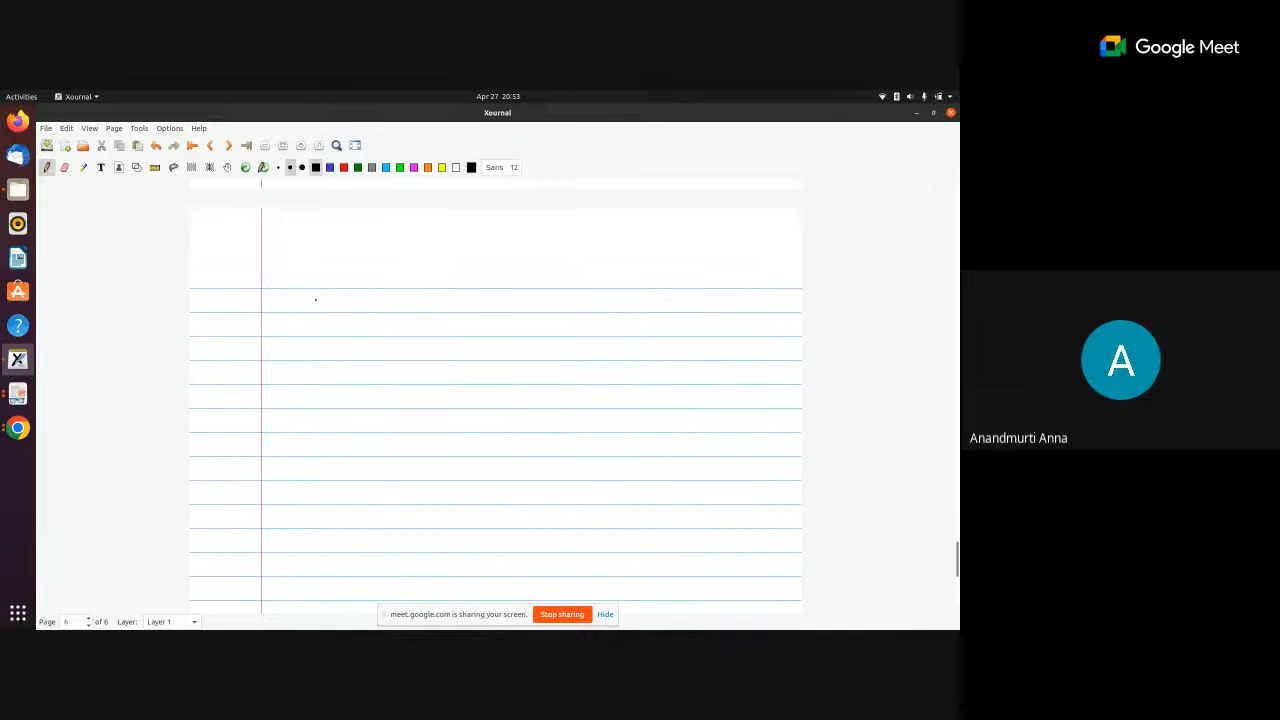 Google Meet
Activities Xournal Apr 27 20:53
Xournal
File Edit View Page Tools Options Help
T Sans 12
A
Anandmurti Anna
meet.google.com is sharing your screen. Stop sharing Hide
Page 6 of 6 Layer: Layer 1